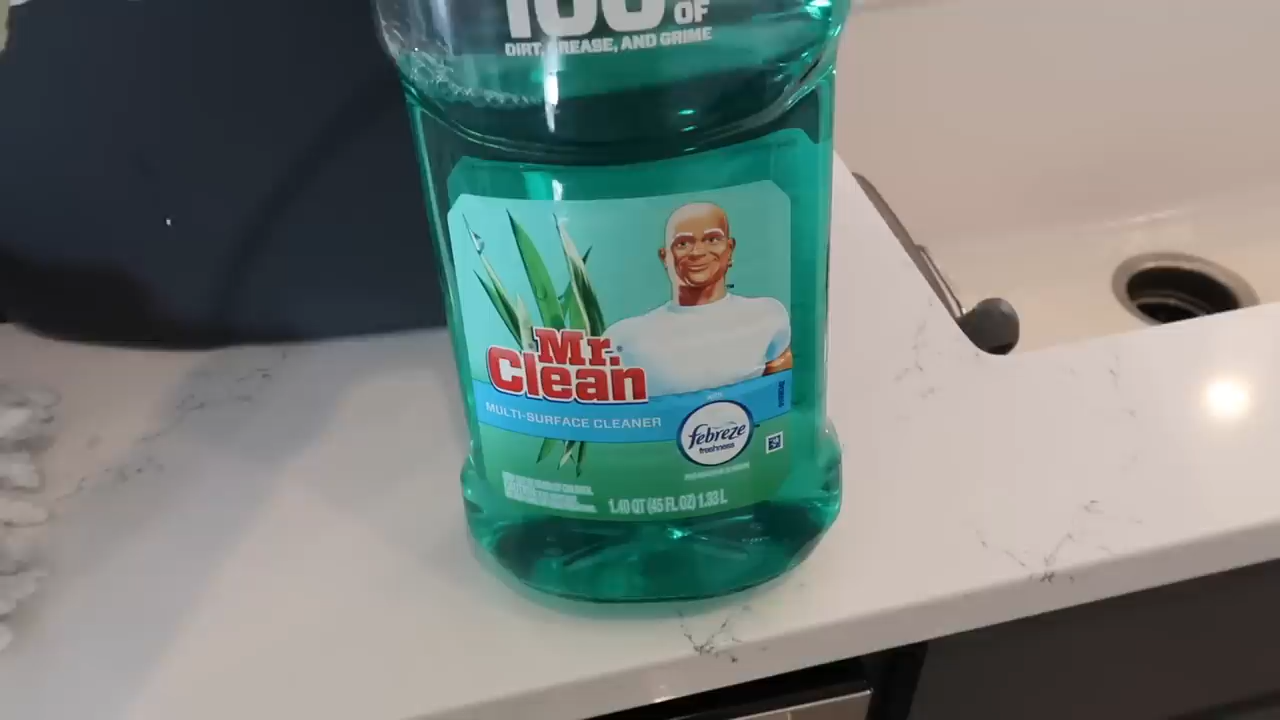 100
OF
DIRT, GREASE, AND GRIME
Mr.
Clean
MULTI-SURFACE CLEANER
with
febreze
freshness
1.40 QT (45 FL OZ) 1.33 L